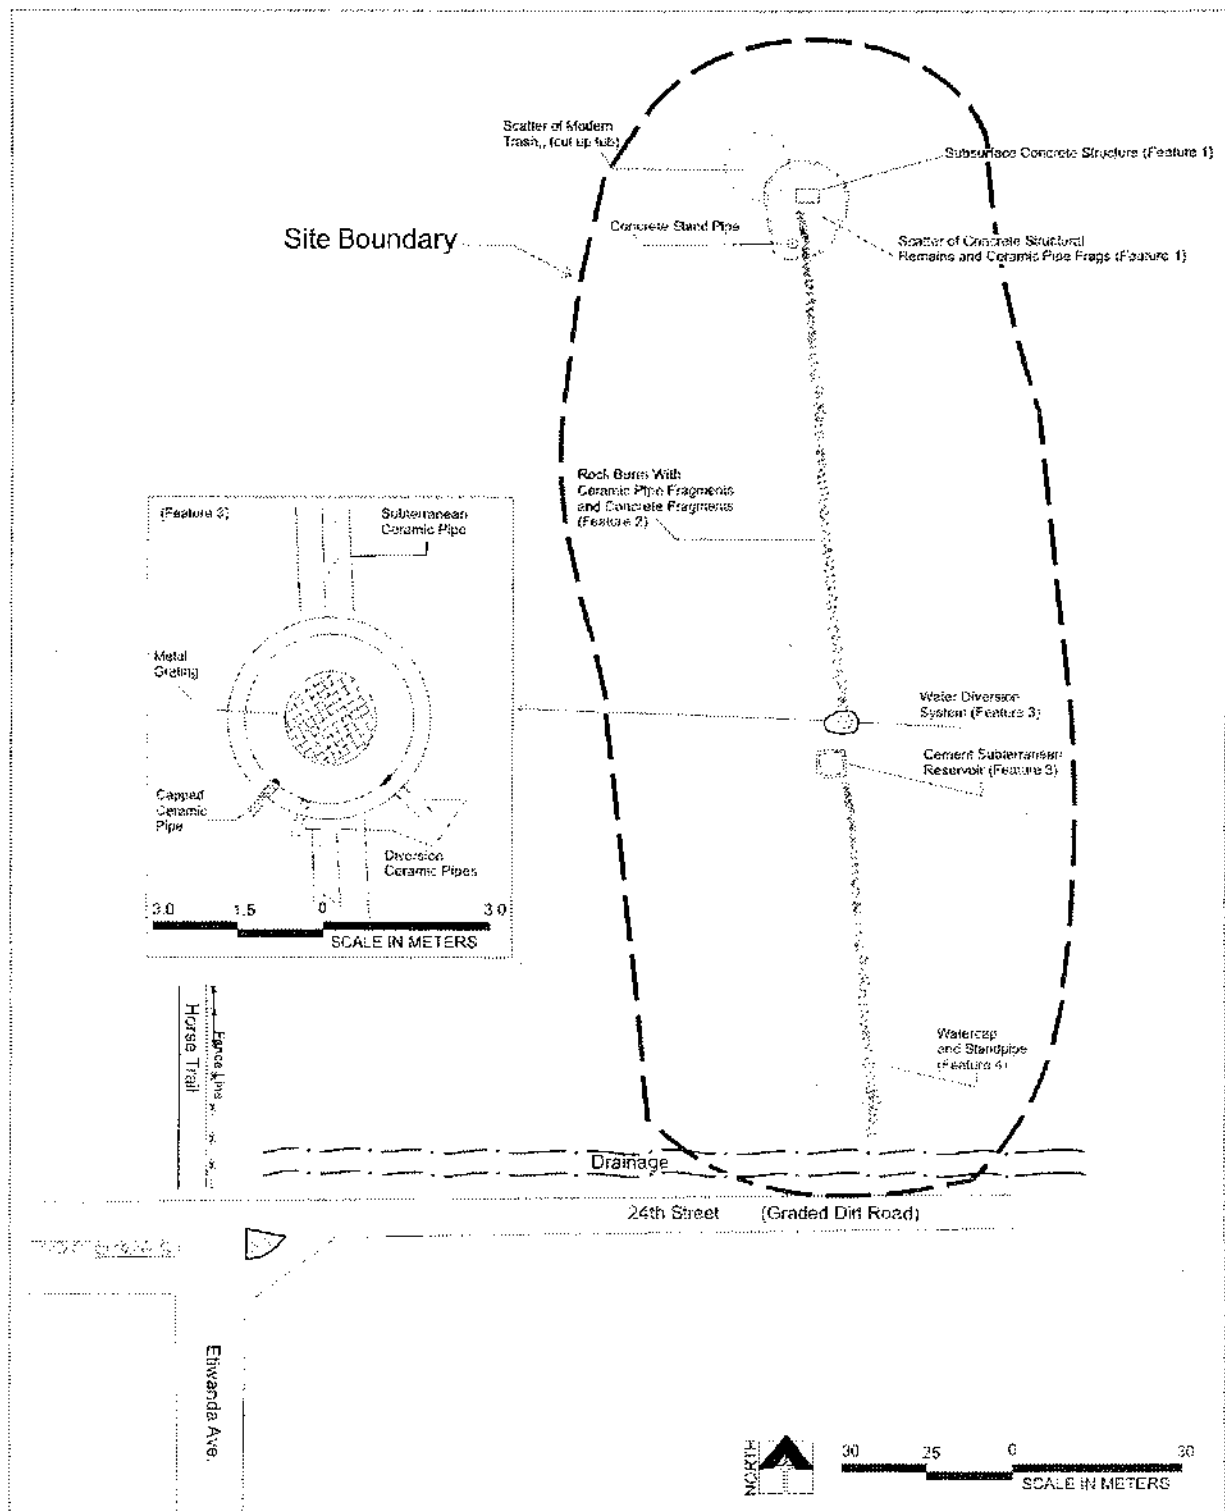 Scatter of Modern
Trash,, (cut up tub)
Subsurface Concrete Structure (Feature 1)
Site Boundary
Concrete Stand Pipe
Scatter of Concrete Structural
Remains and Ceramic Pipe Frags (Feature 1)
Rock Berm With
Ceramic Pipe Fragments
and Concrete Fragments
(Feature 2)
(Feature 3)
Subterranean
Ceramic Pipe
Metal
Grating
Capped
Ceramic
Pipe
Diversion
Ceramic Pipes
3.0 1.5 0 3.0
SCALE IN METERS
Water Diversion
System (Feature 3)
Cement Subterranean
Reservoir (Feature 3)
Horse Trail
Fence Line
Watercap
and Standpipe
(Feature 4)
Drainage
24th Street (Graded Dirt Road)
Etiwanda Ave.
NORTH
30 25 0 30
SCALE IN METERS